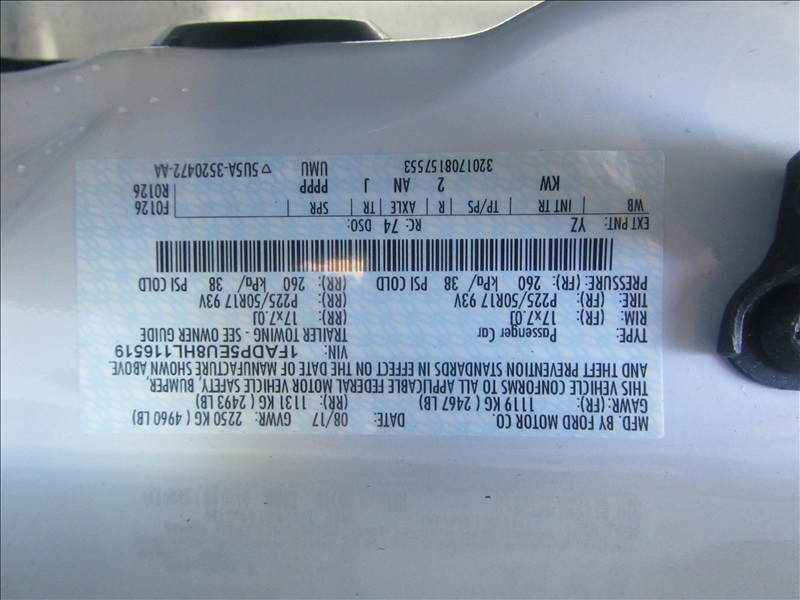 MFD. BY FORD MOTOR CO.
DATE: 08/17 GVWR: 2250 KG ( 4960 LB)
GAWR: (FR): 1119 KG ( 2467 LB) (RR): 1131 KG ( 2493 LB)
THIS VEHICLE CONFORMS TO ALL APPLICABLE FEDERAL MOTOR VEHICLE SAFETY, BUMPER,
AND THEFT PREVENTION STANDARDS IN EFFECT ON THE DATE OF MANUFACTURE SHOWN ABOVE
VIN: 1FADP5EU8HL116519
TYPE: Passenger Car TRAILER TOWING - SEE OWNER GUIDE
RIM: (FR): 17x7.0J (RR): 17x7.0J
TIRE: (FR): P225/50R17 93V (RR): P225/50R17 93V
PRESSURE: (FR): 260 kPa/ 38 PSI COLD (RR): 260 kPa/ 38 PSI COLD
EXT PNT: YZ RC: 74 DSO: F0126
WB INT TR TP/PS R AXLE TR SPR R0126
KW 2 AN J PPPP
3201708157553 UMU ▽5U5A-3520472-AA